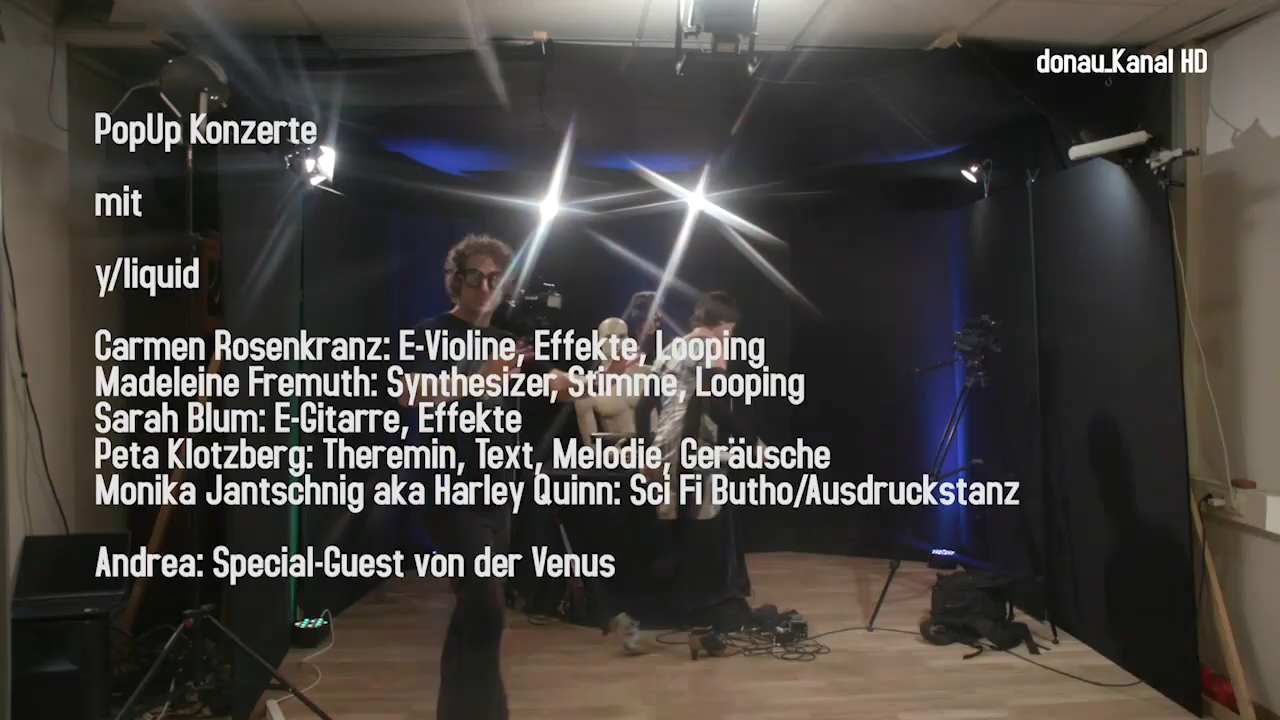 donau_Kanal HD
PopUp Konzerte
mit
y/liquid
Carmen Rosenkranz: E-Violine, Effekte, Looping
Madeleine Fremuth: Synthesizer, Stimme, Looping
Sarah Blum: E-Gitarre, Effekte
Peta Klotzberg: Theremin, Text, Melodie, Geräusche
Monika Jantschnig aka Harley Quinn: Sci Fi Butho/Ausdruckstanz
Andrea: Special-Guest von der Venus